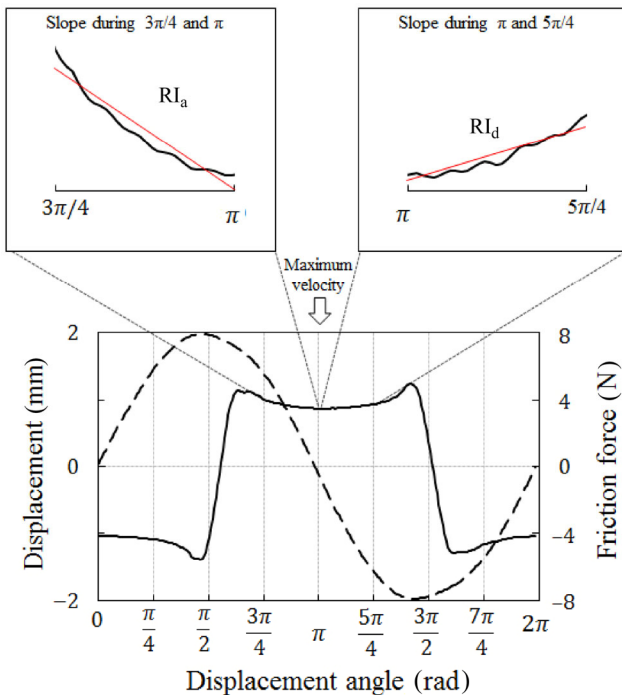 Slope during 3π/4 and π
RIₐ
3π/4
π
Slope during π and 5π/4
RI_d
π
5π/4
Maximum
velocity
Displacement (mm)
2
1
0
−1
−2
Friction force (N)
8
4
0
−4
−8
0
π/4
π/2
3π/4
π
5π/4
3π/2
7π/4
2π
Displacement angle (rad)